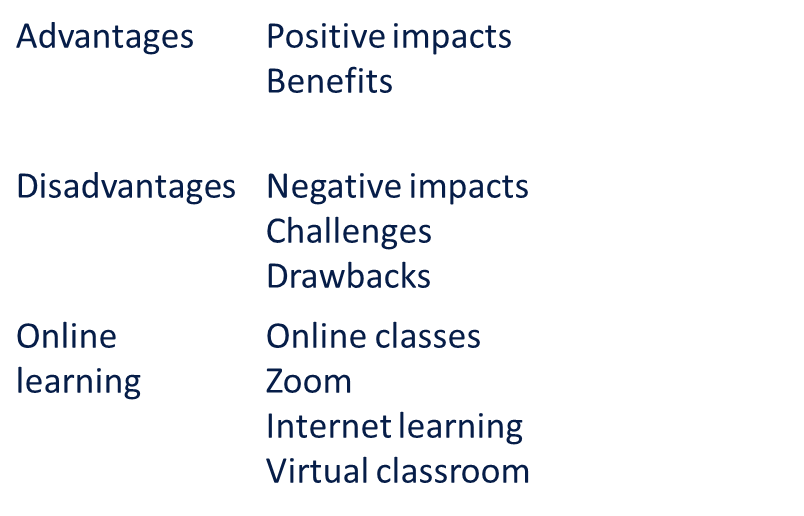 Advantages Positive impacts
Benefits
Disadvantages Negative impacts
Challenges
Drawbacks
Online Online classes
learning Zoom
Internet learning
Virtual classroom